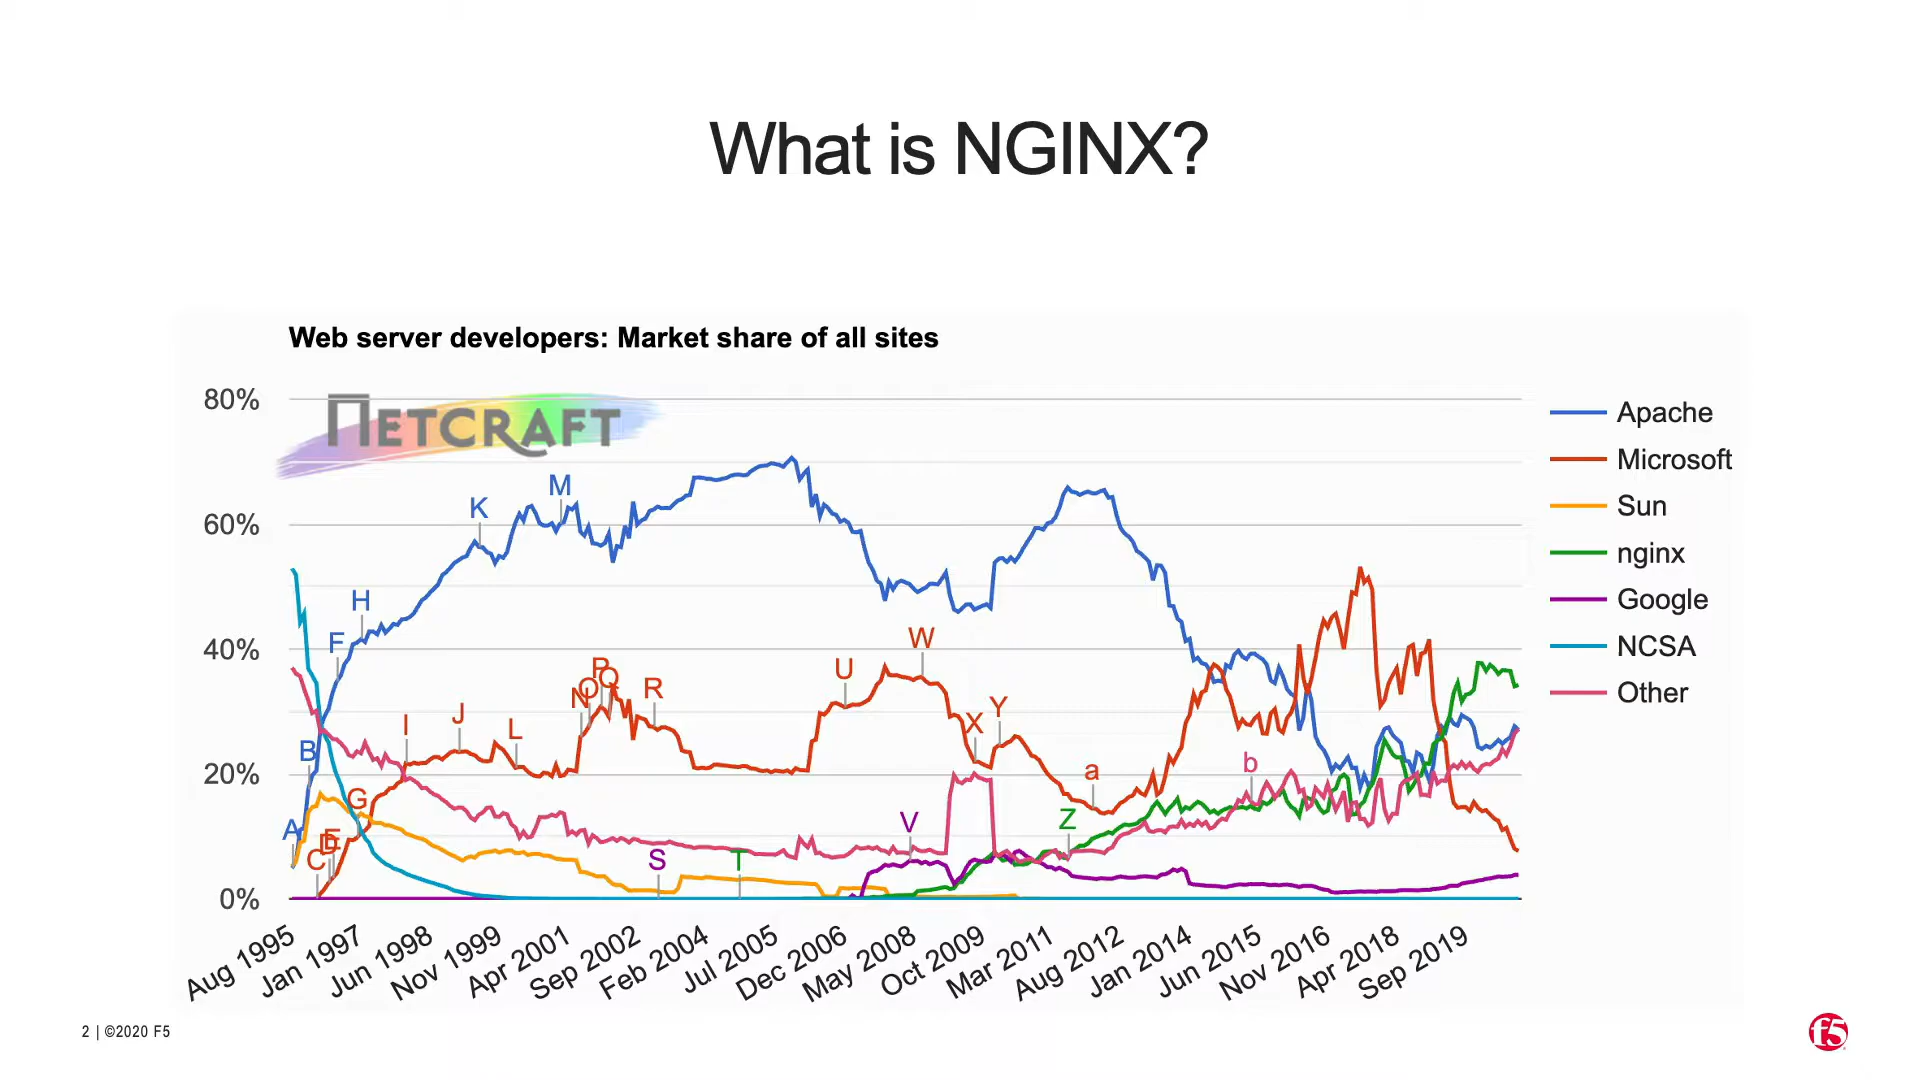 What is NGINX?
Web server developers: Market share of all sites
NETCRAFT
80%
60%
40%
20%
0%
A
B
C
D
E
F
G
H
I
J
K
L
M
N
O
P
Q
R
S
T
U
V
W
X
Y
Z
a
b
Apache
Microsoft
Sun
nginx
Google
NCSA
Other
Aug 1995
Jan 1997
Jun 1998
Nov 1999
Apr 2001
Sep 2002
Feb 2004
Jul 2005
Dec 2006
May 2008
Oct 2009
Mar 2011
Aug 2012
Jan 2014
Jun 2015
Nov 2016
Apr 2018
Sep 2019
2 | ©2020 F5
f5